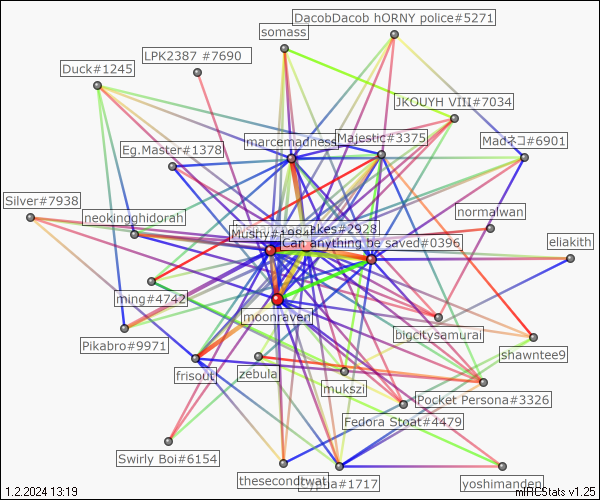 DacobDacob hORNY police#5271
somass
LPK2387 #7690
Duck#1245
JKOUYH VIII#7034
marcemadness
Majestic#3375
Madネコ#6901
Eg.Master#1378
Silver#7938
neokingghidorah
normalwan
Mushy#1984
akes#2928
Can anything be saved#0396
eliakith
ming#4742
moonraven
Pikabro#9971
bigcitysamurai
shawntee9
frisout
zebula
mukszi
Pocket Persona#3326
Fedora Stoat#4479
Swirly Boi#6154
thesecondtwat
#1717
yoshimanden
1.2.2024 13:19
mIRCStats v1.25